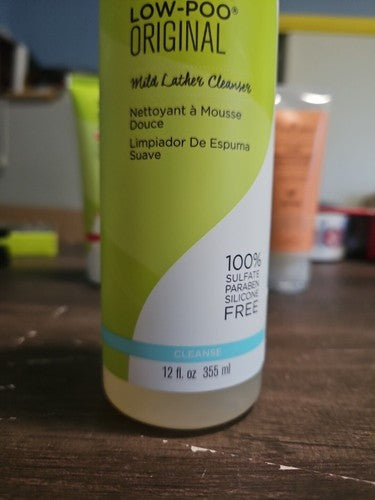 LOW-POO®
ORIGINAL
Mild Lather Cleanser
Nettoyant à Mousse
Douce
Limpiador De Espuma
Suave
100%
SULFATE
PARABEN
SILICONE
FREE
CLEANSE
12 fl. oz 355 ml